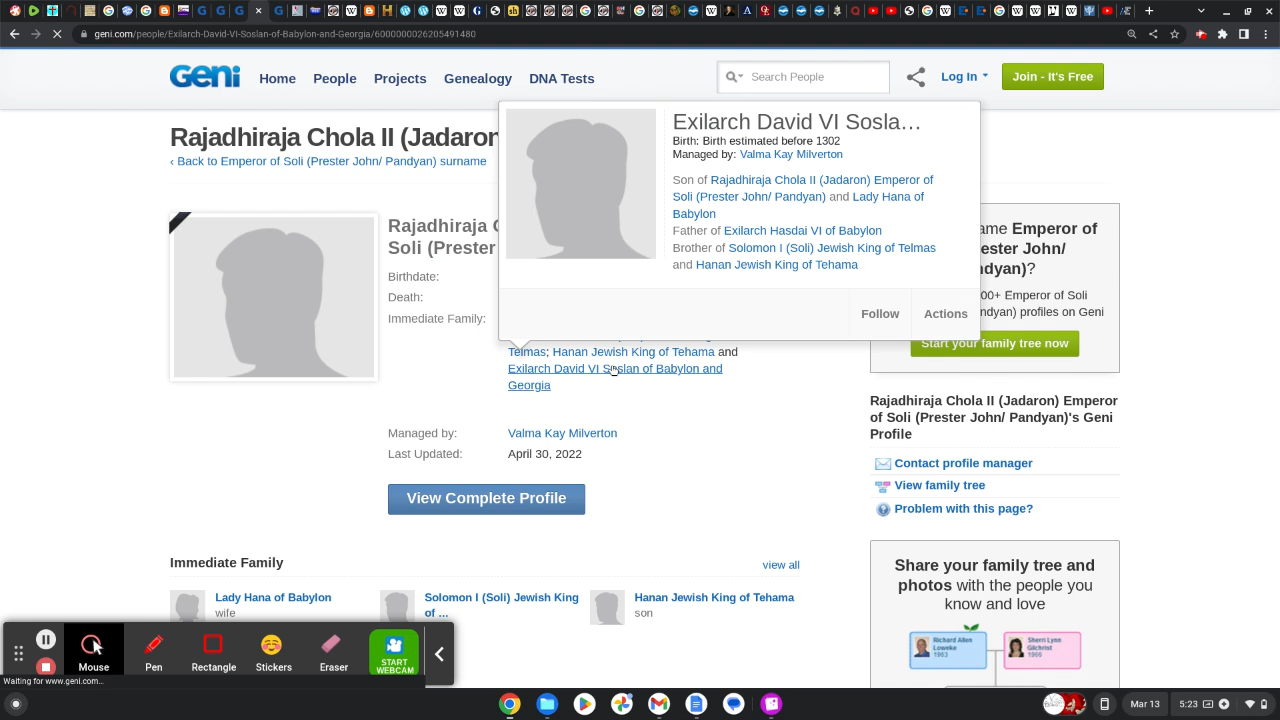 geni.com/people/Exilarch-David-VI-Soslan-of-Babylon-and-Georgia/6000000026205491480
Geni
Home
People
Projects
Genealogy
DNA Tests
Search People
Log In
Join - It's Free
Rajadhiraja Chola II (Jadaron
‹ Back to Emperor of Soli (Prester John/ Pandyan) surname
Exilarch David VI Sosla…
Birth: Birth estimated before 1302
Managed by: Valma Kay Milverton
Son of Rajadhiraja Chola II (Jadaron) Emperor of
Soli (Prester John/ Pandyan) and Lady Hana of
Babylon
Father of Exilarch Hasdai VI of Babylon
Brother of Solomon I (Soli) Jewish King of Telmas
and Hanan Jewish King of Tehama
Follow
Actions
Rajadhiraja C
Soli (Prester
Birthdate:
Death:
Immediate Family:
Telmas; Hanan Jewish King of Tehama and
Exilarch David VI Soslan of Babylon and
Georgia
Managed by:
Valma Kay Milverton
Last Updated:
April 30, 2022
View Complete Profile
Immediate Family
view all
Lady Hana of Babylon
wife
Solomon I (Soli) Jewish King
of ...
Hanan Jewish King of Tehama
son
ame Emperor of
ester John/
ndyan)?
00+ Emperor of Soli
ndyan) profiles on Geni
Start your family tree now
Rajadhiraja Chola II (Jadaron) Emperor
of Soli (Prester John/ Pandyan)'s Geni
Profile
Contact profile manager
View family tree
Problem with this page?
Share your family tree and
photos with the people you
know and love
Richard Allen
Loweke
1963
Sherri Lynn
Gilchrist
1966
Mouse
Pen
Rectangle
Stickers
Eraser
START
WEBCAM
Waiting for www.geni.com...
Mar 13
5:23